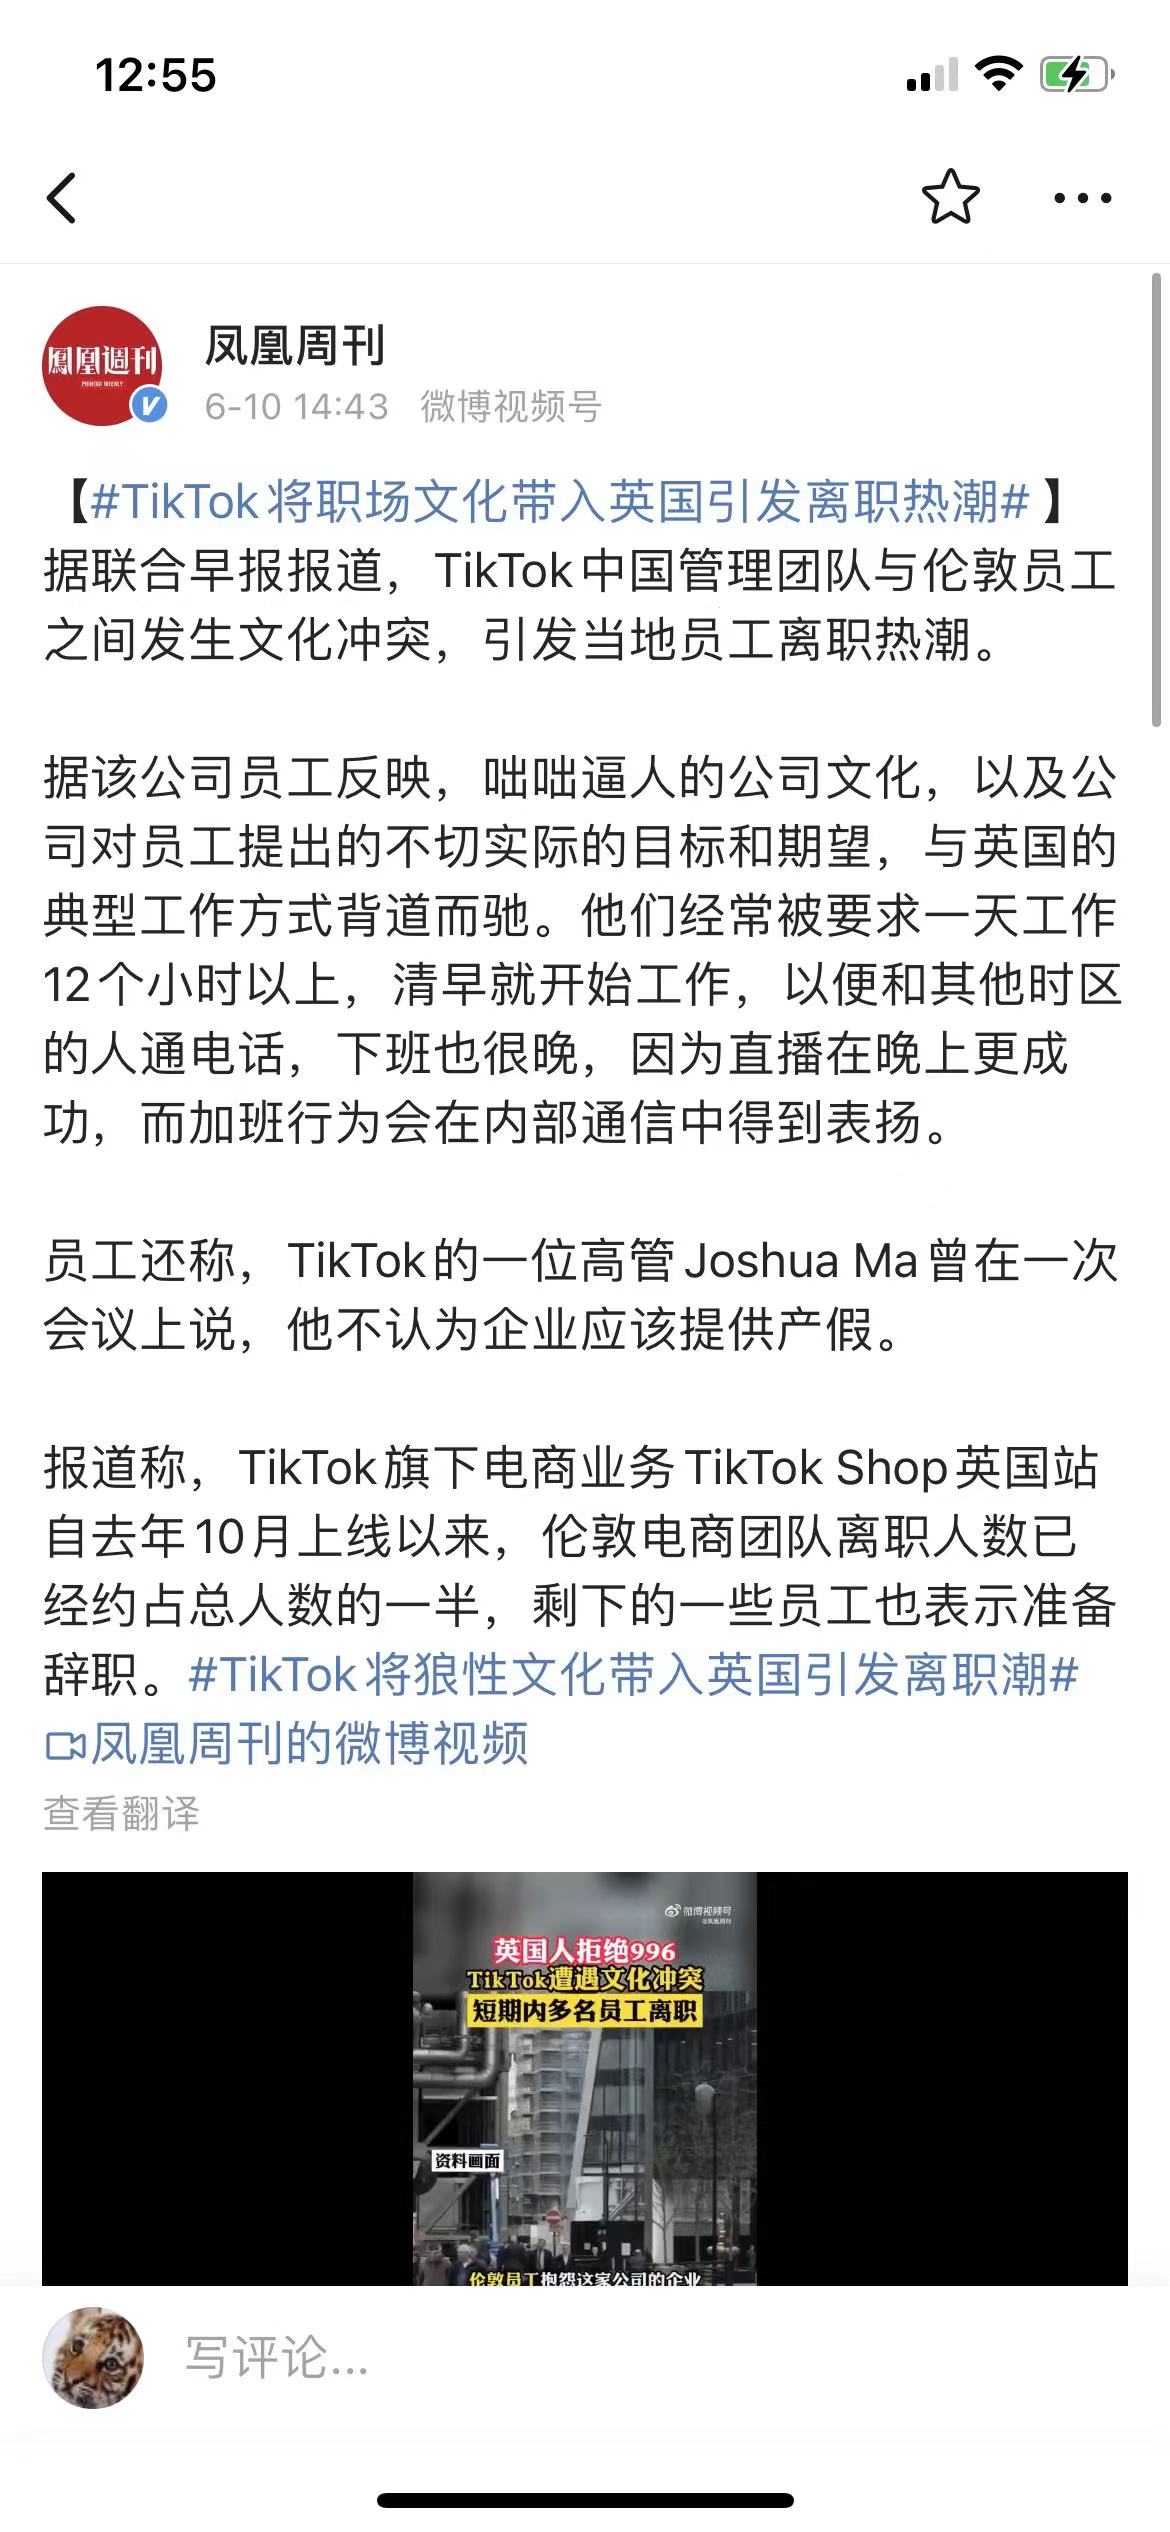 12:55
鳳凰週刊
PHOENIX WEEKLY
凤凰周刊
6-10 14:43 微博视频号
【#TikTok将职场文化带入英国引发离职热潮#】
据联合早报报道，TikTok中国管理团队与伦敦员工
之间发生文化冲突，引发当地员工离职热潮。
据该公司员工反映，咄咄逼人的公司文化，以及公
司对员工提出的不切实际的目标和期望，与英国的
典型工作方式背道而驰。他们经常被要求一天工作
12个小时以上，清早就开始工作，以便和其他时区
的人通电话，下班也很晚，因为直播在晚上更成
功，而加班行为会在内部通信中得到表扬。
员工还称，TikTok的一位高管Joshua Ma曾在一次
会议上说，他不认为企业应该提供产假。
报道称，TikTok旗下电商业务TikTok Shop英国站
自去年10月上线以来，伦敦电商团队离职人数已
经约占总人数的一半，剩下的一些员工也表示准备
辞职。#TikTok将狼性文化带入英国引发离职潮#
凤凰周刊的微博视频
查看翻译
微博视频号
@凤凰周刊
英国人拒绝996
TikTok遭遇文化冲突
短期内多名员工离职
资料画面
伦敦员工抱怨这家公司的企业
写评论...